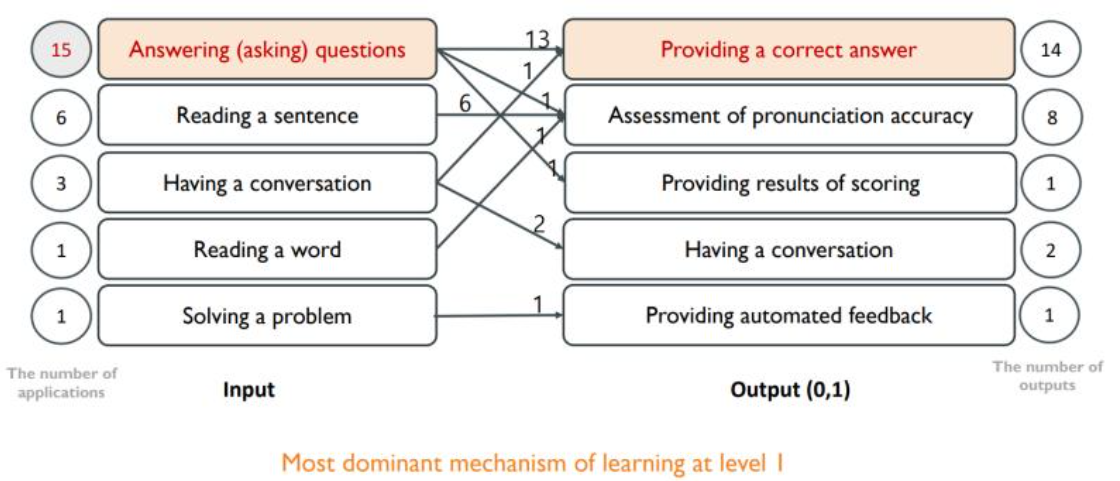 15 Answering (asking) questions 13 Providing a correct answer 14
1
6 Reading a sentence 6 1 Assessment of pronunciation accuracy 8
1
3 Having a conversation 1 Providing results of scoring 1
2
1 Reading a word Having a conversation 2
1 Solving a problem 1 Providing automated feedback 1
The number of
applications
Input
Output (0,1)
The number of
outputs
Most dominant mechanism of learning at level 1